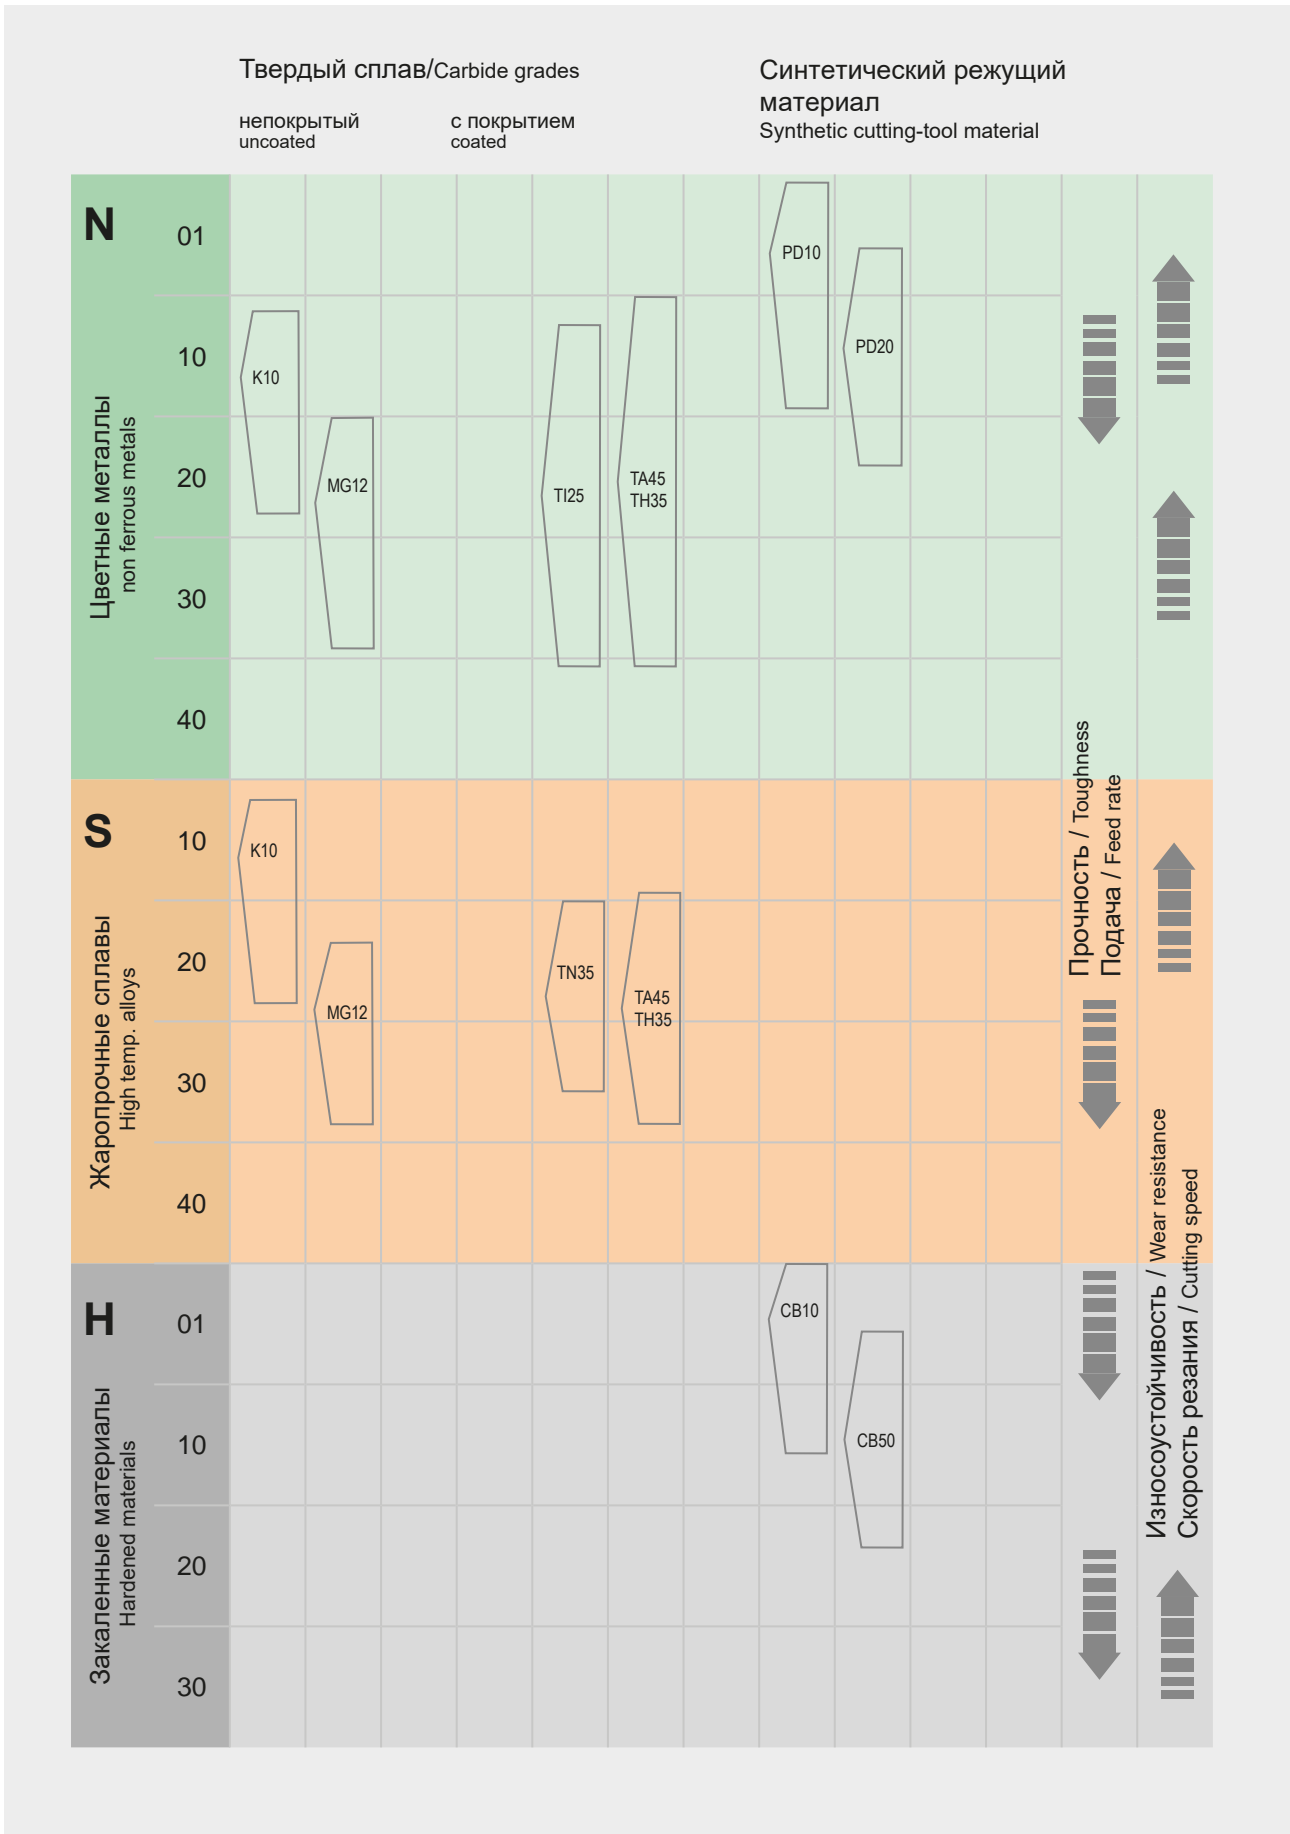 Твердый сплав/Carbide grades
непокрытый
uncoated
с покрытием
coated
Синтетический режущий
материал
Synthetic cutting-tool material
N
Цветные металлы
non ferrous metals
01
10
20
30
40
K10
MG12
TI25
TA45
TH35
PD10
PD20
S
Жаропрочные сплавы
High temp. alloys
10
20
30
40
K10
MG12
TN35
TA45
TH35
H
Закаленные материалы
Hardened materials
01
10
20
30
CB10
CB50
Прочность / Toughness
Подача / Feed rate
Износоустойчивость / Wear resistance
Скорость резания / Cutting speed